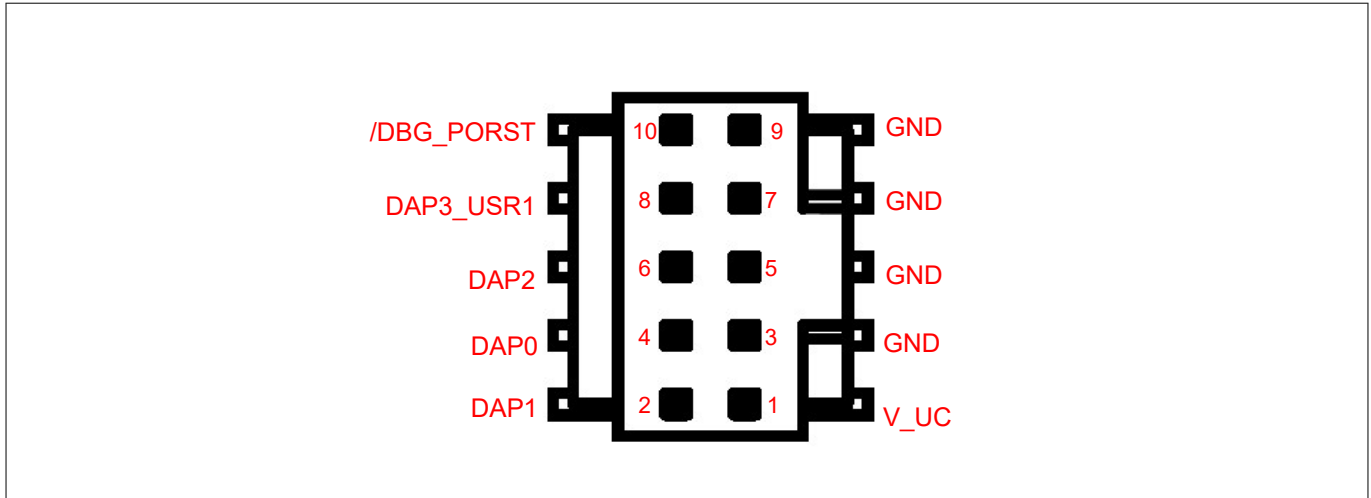 /DBG_PORST 10 9 GND
DAP3_USR1 8 7 GND
DAP2 6 5 GND
DAP0 4 3 GND
DAP1 2 1 V_UC